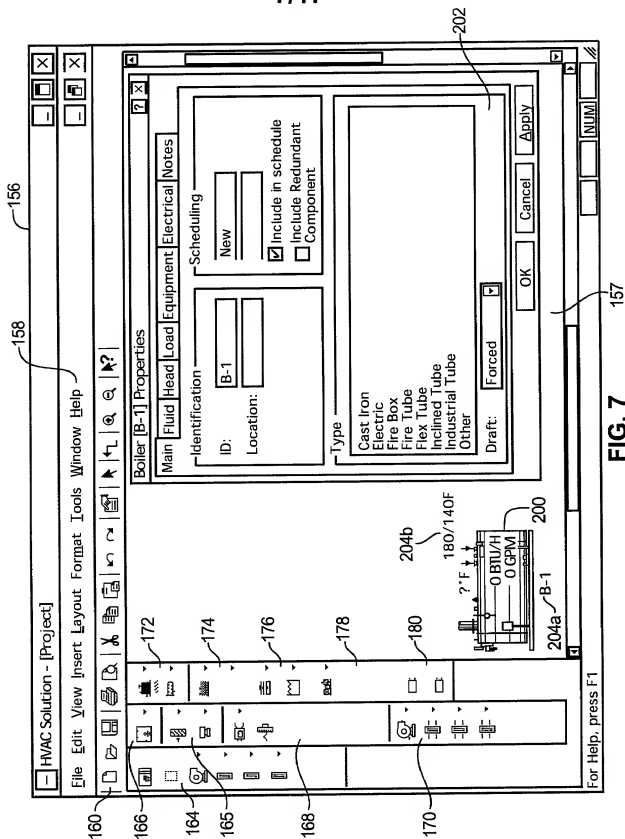 156
HVAC Solution - [Project]
158
File Edit View Insert Layout Format Tools Window Help
160
166
164
165
168
170
172
174
176
178
180
Boiler [B-1] Properties
Main Fluid Head Load Equipment Electrical Notes
Identification
ID: B-1
Location:
Scheduling
New
Include in schedule
Include Redundant
Component
Type
Cast Iron
Electric
Fire Box
Fire Tube
Flex Tube
Inclined Tube
Industrial Tube
Other
Draft: Forced
OK Cancel Apply
202
204b
180/140F
?°F
0 BTU/H
0 GPM
200
B-1
204a
157
For Help, press F1
NUM
FIG. 7